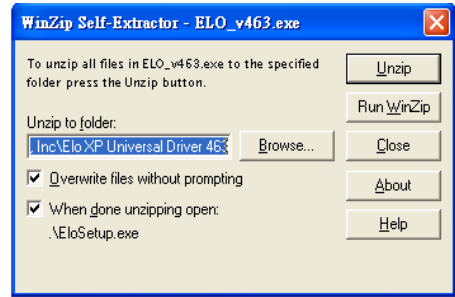 WinZip Self-Extractor - ELO_v463.exe
To unzip all files in ELO_v463.exe to the specified
folder press the Unzip button.
Unzip to folder:
, Inc\Elo XP Universal Driver 463
Browse...
Overwrite files without prompting
When done unzipping open:
.\EloSetup.exe
Unzip
Run WinZip
Close
About
Help